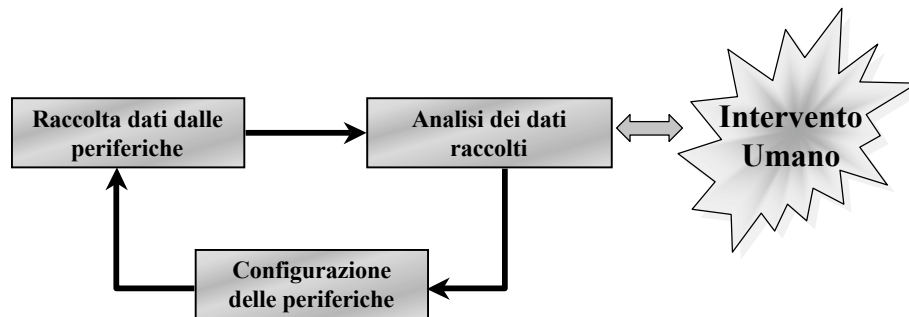 Raccolta dati dalle
periferiche
Analisi dei dati
raccolti
Intervento
Umano
Configurazione
delle periferiche